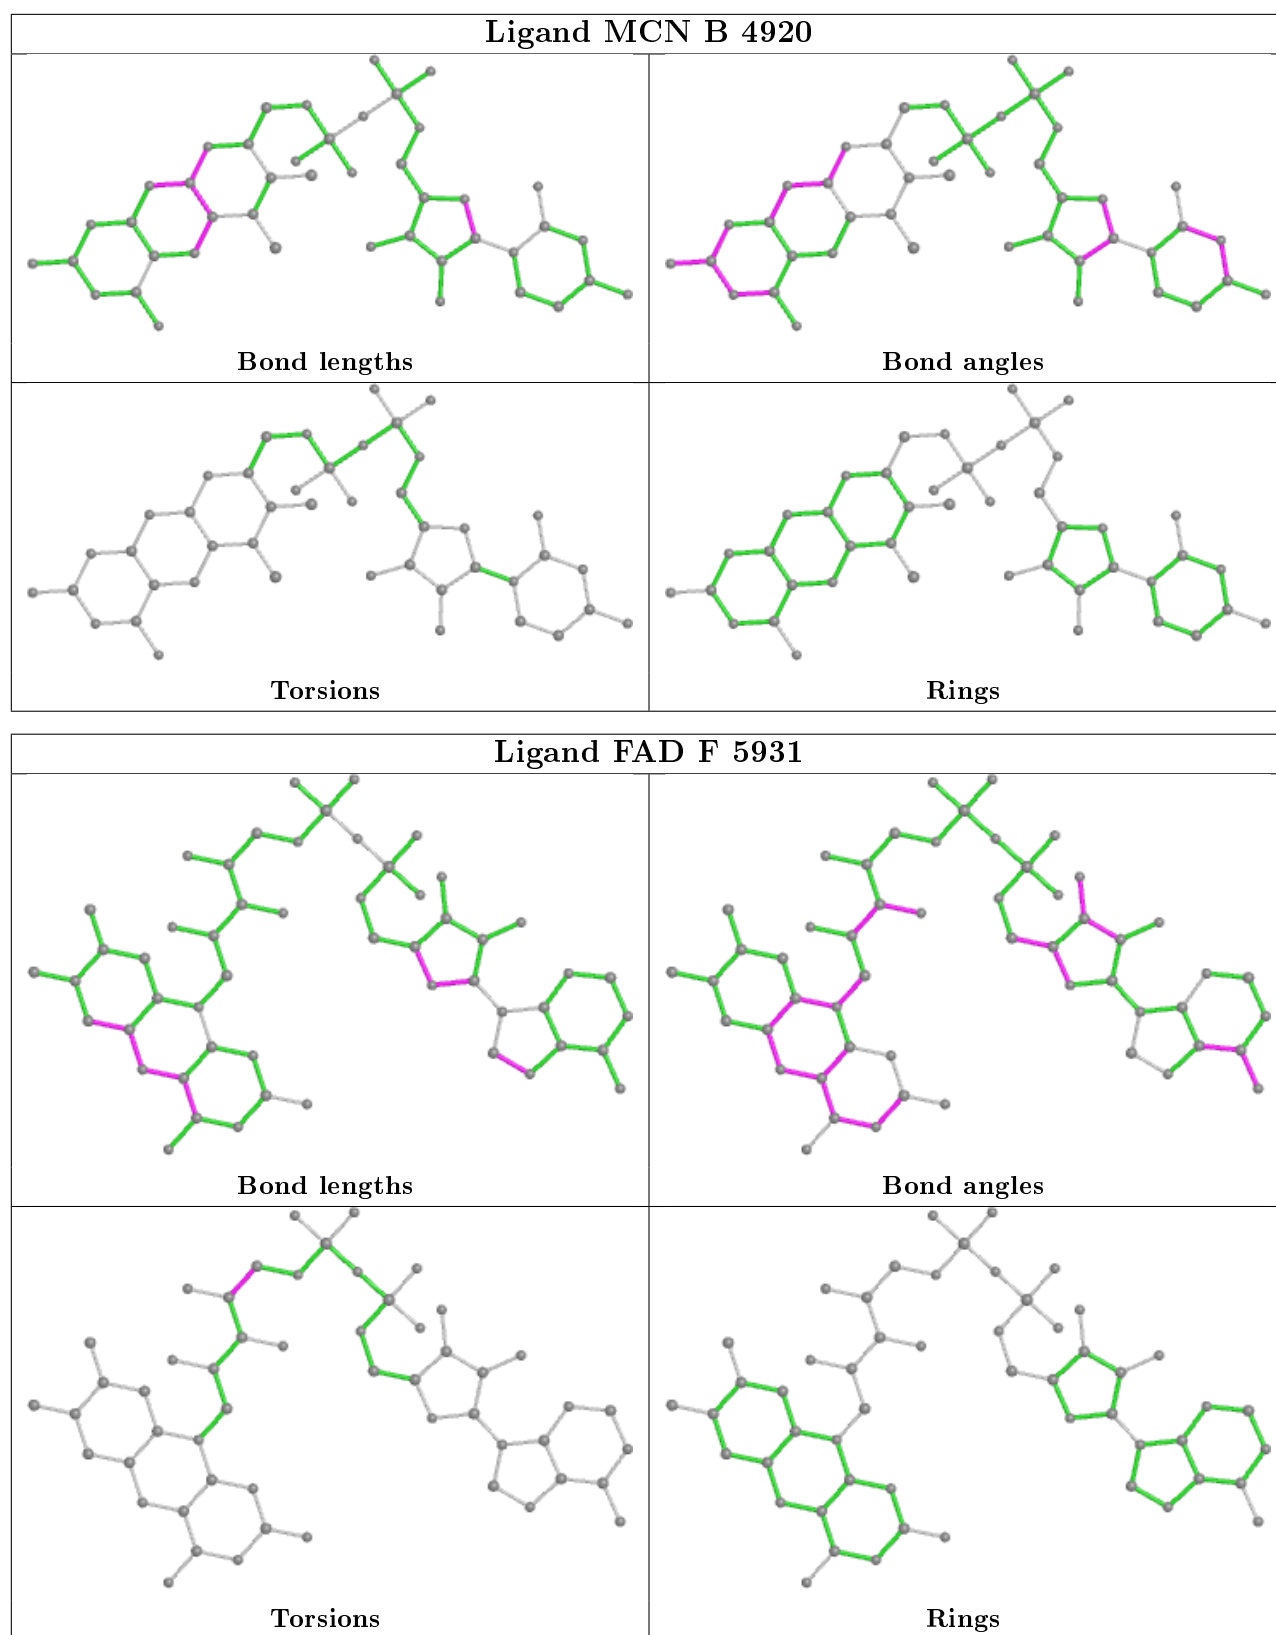 Ligand MCN B 4920
Bond lengths
Bond angles
Torsions
Rings
Ligand FAD F 5931
Bond lengths
Bond angles
Torsions
Rings